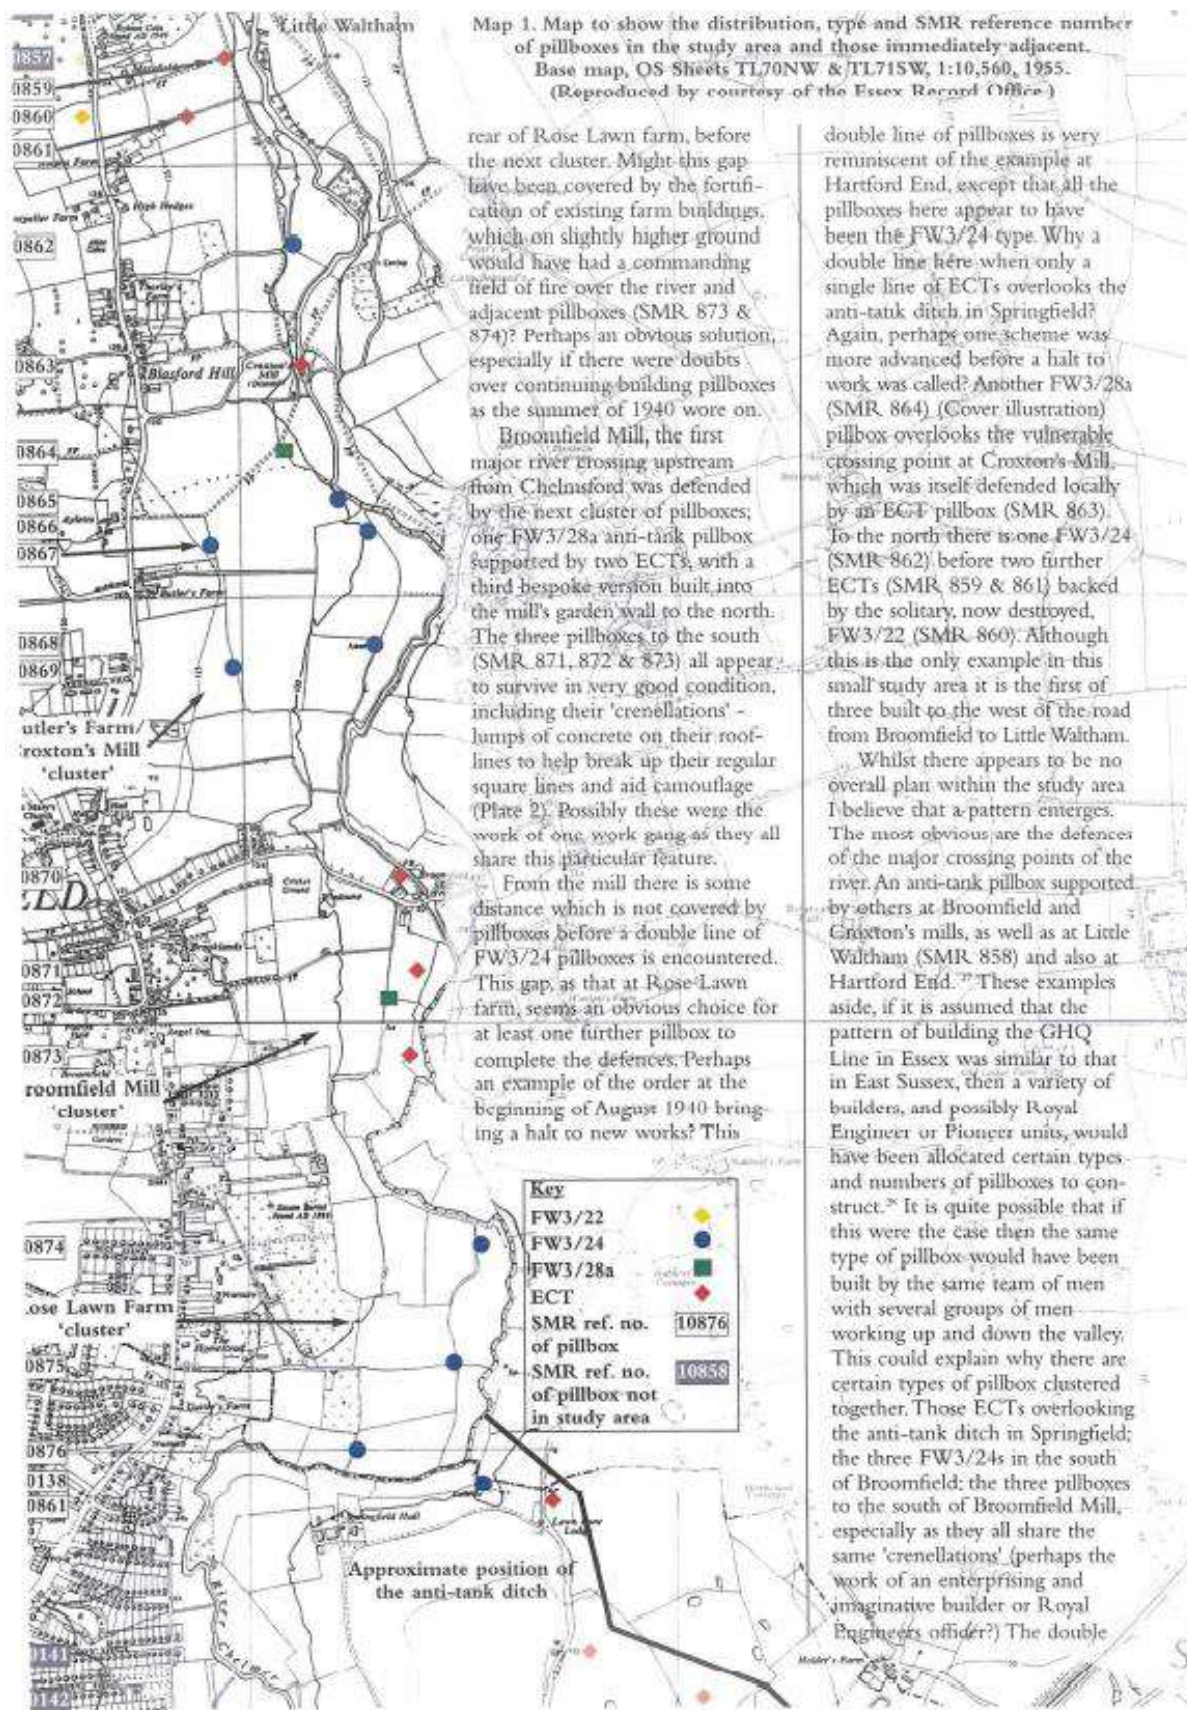 Little Waltham
Map 1. Map to show the distribution, type and SMR reference number
of pillboxes in the study area and those immediately adjacent.
Base map, OS Sheets TL70NW & TL71SW, 1:10,560, 1955.
(Reproduced by courtesy of the Essex Record Office.)
0857
0859
0860
0861
0862
0863
0864
0865
0866
0867
0868
0869
utler's Farm/
roxton's Mill
'cluster'
0870
0871
0872
0873
roomfield Mill
'cluster'
0874
ose Lawn Farm
'cluster'
0875
0876
0138
0861
0141
0142
High Hedges
Blasford Hill
Butler's Farm
Cricket
Ground
Brooklands
Angel Inn
River Chelmer
Holder's Farm
Approximate position of
the anti-tank ditch
rear of Rose Lawn farm, before
the next cluster. Might this gap
have been covered by the fortifi-
cation of existing farm buildings,
which on slightly higher ground
would have had a commanding
field of fire over the river and
adjacent pillboxes (SMR 873 &
874)? Perhaps an obvious solution,
especially if there were doubts
over continuing building pillboxes
as the summer of 1940 wore on.
Broomfield Mill, the first
major river crossing upstream
from Chelmsford was defended
by the next cluster of pillboxes;
one FW3/28a anti-tank pillbox
supported by two ECTs, with a
third bespoke version built into
the mill's garden wall to the north.
The three pillboxes to the south
(SMR 871, 872 & 873) all appear
to survive in very good condition,
including their 'crenellations' -
lumps of concrete on their roof-
lines to help break up their regular
square lines and aid camouflage
(Plate 2). Possibly these were the
work of one work gang as they all
share this particular feature.
From the mill there is some
distance which is not covered by
pillboxes before a double line of
FW3/24 pillboxes is encountered.
This gap, as that at Rose Lawn
farm, seems an obvious choice for
at least one further pillbox to
complete the defences. Perhaps
an example of the order at the
beginning of August 1940 bring-
ing a halt to new works? This
Key
FW3/22
FW3/24
FW3/28a
ECT
SMR ref. no. 10876
of pillbox
SMR ref. no. 10858
of pillbox not
in study area
double line of pillboxes is very
reminiscent of the example at
Hartford End, except that all the
pillboxes here appear to have
been the FW3/24 type. Why a
double line here when only a
single line of ECTs overlooks the
anti-tank ditch in Springfield?
Again, perhaps one scheme was
more advanced before a halt to
work was called? Another FW3/28a
(SMR 864) (Cover illustration)
pillbox overlooks the vulnerable
crossing point at Croxton's Mill,
which was itself defended locally
by an ECT pillbox (SMR 863).
To the north there is one FW3/24
(SMR 862) before two further
ECTs (SMR 859 & 861) backed
by the solitary, now destroyed,
FW3/22 (SMR 860). Although
this is the only example in this
small study area it is the first of
three built to the west of the road
from Broomfield to Little Waltham.
Whilst there appears to be no
overall plan within the study area
I believe that a pattern emerges.
The most obvious are the defences
of the major crossing points of the
river. An anti-tank pillbox supported
by others at Broomfield and
Croxton's mills, as well as at Little
Waltham (SMR 858) and also at
Hartford End. These examples
aside, if it is assumed that the
pattern of building the GHQ
Line in Essex was similar to that
in East Sussex, then a variety of
builders, and possibly Royal
Engineer or Pioneer units, would
have been allocated certain types
and numbers of pillboxes to con-
struct. It is quite possible that if
this were the case then the same
type of pillbox would have been
built by the same team of men
with several groups of men
working up and down the valley.
This could explain why there are
certain types of pillbox clustered
together. Those ECTs overlooking
the anti-tank ditch in Springfield;
the three FW3/24s in the south
of Broomfield; the three pillboxes
to the south of Broomfield Mill,
especially as they all share the
same 'crenellations' (perhaps the
work of an enterprising and
imaginative builder or Royal
Engineers officer?) The double